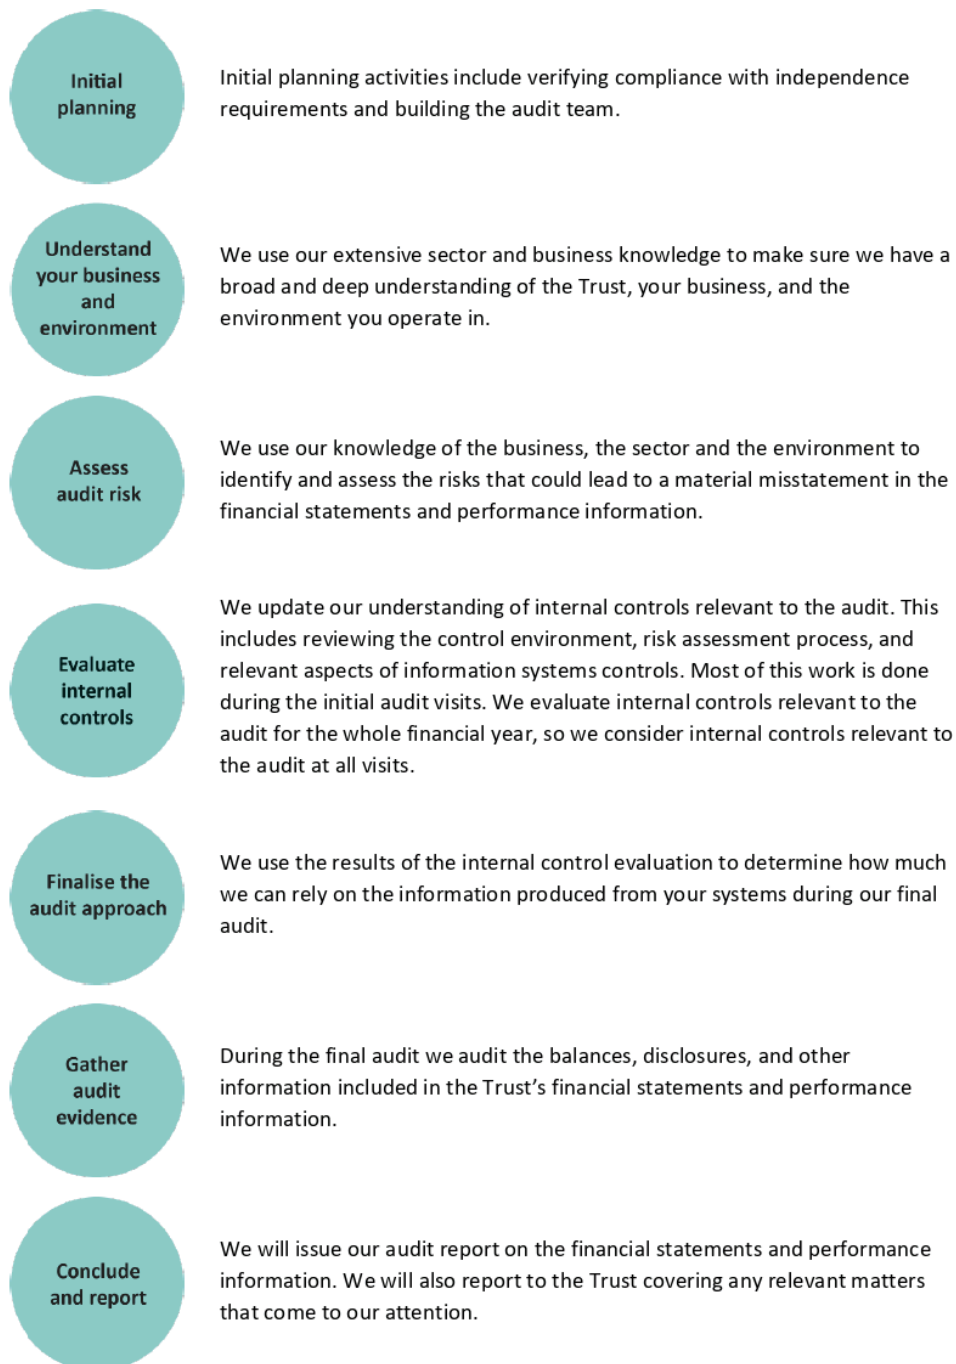 Initial
planning
Initial planning activities include verifying compliance with independence
requirements and building the audit team.
Understand
your business
and
environment
We use our extensive sector and business knowledge to make sure we have a
broad and deep understanding of the Trust, your business, and the
environment you operate in.
Assess
audit risk
We use our knowledge of the business, the sector and the environment to
identify and assess the risks that could lead to a material misstatement in the
financial statements and performance information.
Evaluate
internal
controls
We update our understanding of internal controls relevant to the audit. This
includes reviewing the control environment, risk assessment process, and
relevant aspects of information systems controls. Most of this work is done
during the initial audit visits. We evaluate internal controls relevant to the
audit for the whole financial year, so we consider internal controls relevant to
the audit at all visits.
Finalise the
audit approach
We use the results of the internal control evaluation to determine how much
we can rely on the information produced from your systems during our final
audit.
Gather
audit
evidence
During the final audit we audit the balances, disclosures, and other
information included in the Trust’s financial statements and performance
information.
Conclude
and report
We will issue our audit report on the financial statements and performance
information. We will also report to the Trust covering any relevant matters
that come to our attention.